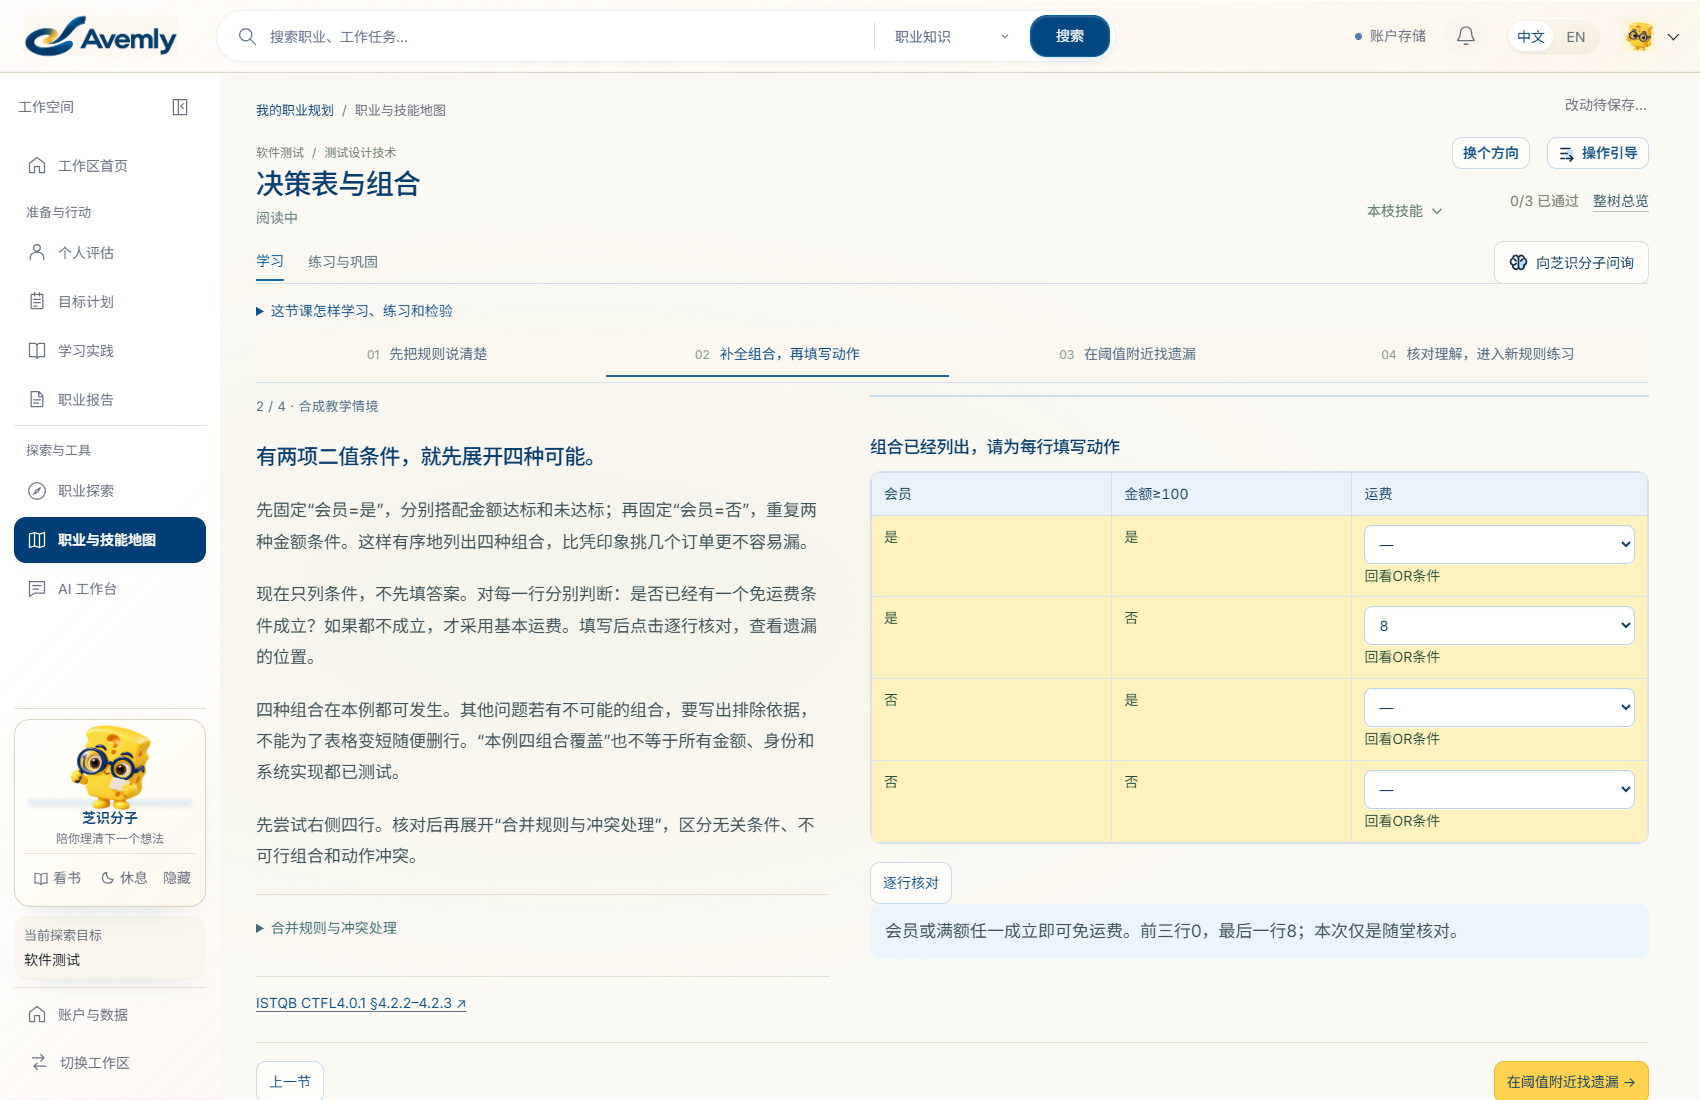 Avemly
搜索职业、工作任务...
职业知识
搜索
账户存储
中文
EN
工作空间
工作区首页
准备与行动
个人评估
目标计划
学习实践
职业报告
探索与工具
职业探索
职业与技能地图
AI 工作台
芝识分子
陪你理清下一个想法
看书
休息
隐藏
当前探索目标
软件测试
账户与数据
切换工作区
我的职业规划 / 职业与技能地图
改动待保存...
软件测试 / 测试设计技术
决策表与组合
阅读中
换个方向
操作引导
本枝技能
0/3 已通过
整树总览
学习
练习与巩固
向芝识分子问询
这节课怎样学习、练习和检验
01 先把规则说清楚
02 补全组合，再填写动作
03 在阈值附近找遗漏
04 核对理解，进入新规则练习
2 / 4 · 合成教学情境
有两项二值条件，就先展开四种可能。
先固定“会员=是”，分别搭配金额达标和未达标；再固定“会员=否”，重复两
种金额条件。这样有序地列出四种组合，比凭印象挑几个订单更不容易漏。
现在只列条件，不先填答案。对每一行分别判断：是否已经有一个免运费条
件成立？如果都不成立，才采用基本运费。填写后点击逐行核对，查看遗漏
的位置。
四种组合在本例都可发生。其他问题若有不可能的组合，要写出排除依据，
不能为了表格变短随便删行。“本例四组合覆盖”也不等于所有金额、身份和
系统实现都已测试。
先尝试右侧四行。核对后再展开“合并规则与冲突处理”，区分无关条件、不
可行组合和动作冲突。
合并规则与冲突处理
ISTQB CTFL4.0.1 §4.2.2–4.2.3 ↗
上一节
组合已经列出，请为每行填写动作
会员 金额≥100 运费
是 是 —
回看OR条件
是 否 8
回看OR条件
否 是 —
回看OR条件
否 否 —
回看OR条件
逐行核对
会员或满额任一成立即可免运费。前三行0，最后一行8；本次仅是随堂核对。
在阈值附近找遗漏 →